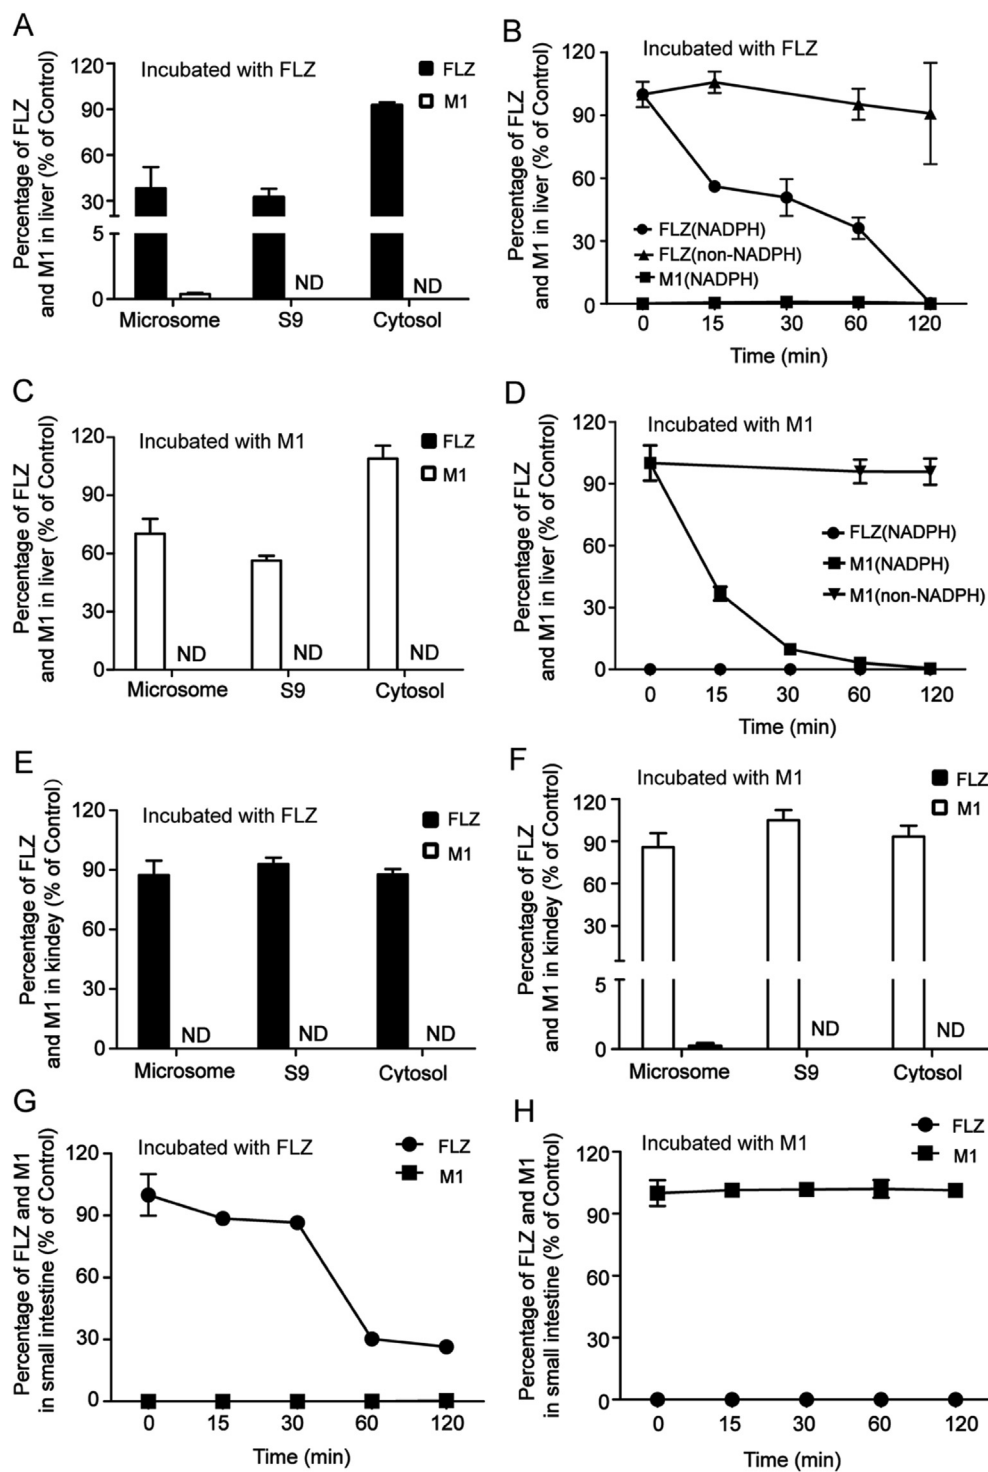 A
Percentage of FLZ
and M1 in liver (% of Control)
Incubated with FLZ
FLZ
M1
120
90
60
30
5
0
ND
ND
Microsome
S9
Cytosol
B
Percentage of FLZ
and M1 in liver (% of Control)
Incubated with FLZ
120
90
60
30
0
FLZ(NADPH)
FLZ(non-NADPH)
M1(NADPH)
0
15
30
60
120
Time (min)
C
Percentage of FLZ
and M1 in liver (% of Control)
Incubated with M1
FLZ
M1
120
90
60
30
0
ND
ND
ND
Microsome
S9
Cytosol
D
Percentage of FLZ
and M1 in liver (% of Control)
Incubated with M1
120
90
60
30
0
FLZ(NADPH)
M1(NADPH)
M1(non-NADPH)
0
15
30
60
120
Time (min)
E
Percentage of FLZ
and M1 in kindey (% of Control)
Incubated with FLZ
FLZ
M1
120
90
60
30
0
ND
ND
ND
Microsome
S9
Cytosol
F
Percentage of FLZ
and M1 in kindey (% of Control)
Incubated with M1
FLZ
M1
120
90
60
30
5
0
ND
ND
Microsome
S9
Cytosol
G
Percentage of FLZ and M1
in small intestine (% of Control)
Incubated with FLZ
FLZ
M1
120
90
60
30
0
0
15
30
60
120
Time (min)
H
Percentage of FLZ and M1
in small intestine (% of Control)
Incubated with M1
FLZ
M1
120
90
60
30
0
0
15
30
60
120
Time (min)